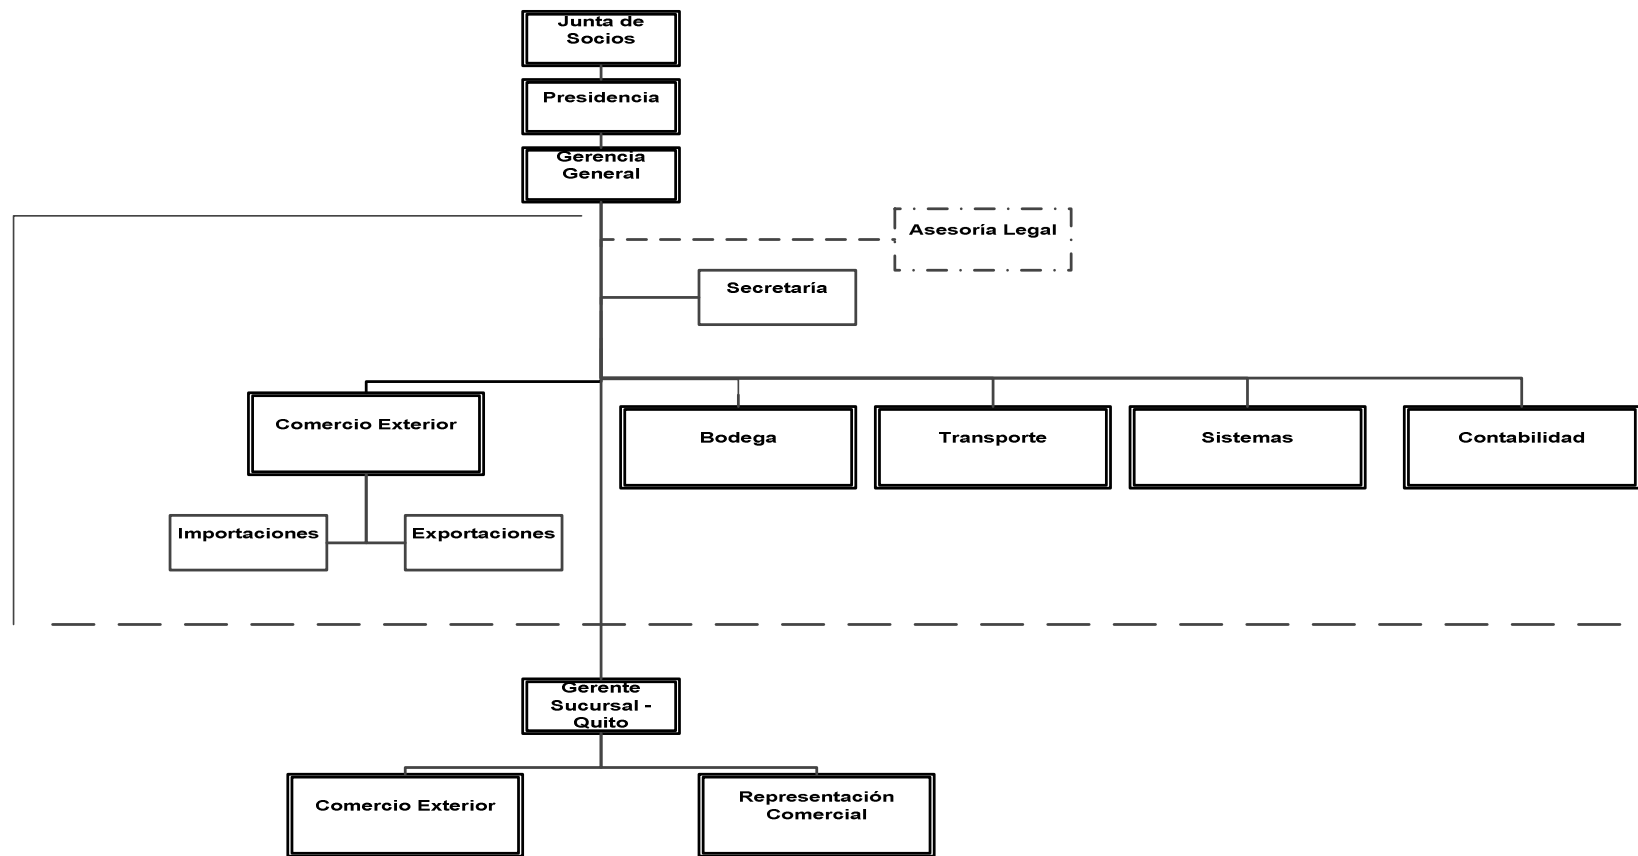 Junta de
Socios
Presidencia
Gerencia
General
Asesoría Legal
Secretaría
Comercio Exterior
Bodega
Transporte
Sistemas
Contabilidad
Importaciones
Exportaciones
Gerente
Sucursal -
Quito
Comercio Exterior
Representación
Comercial